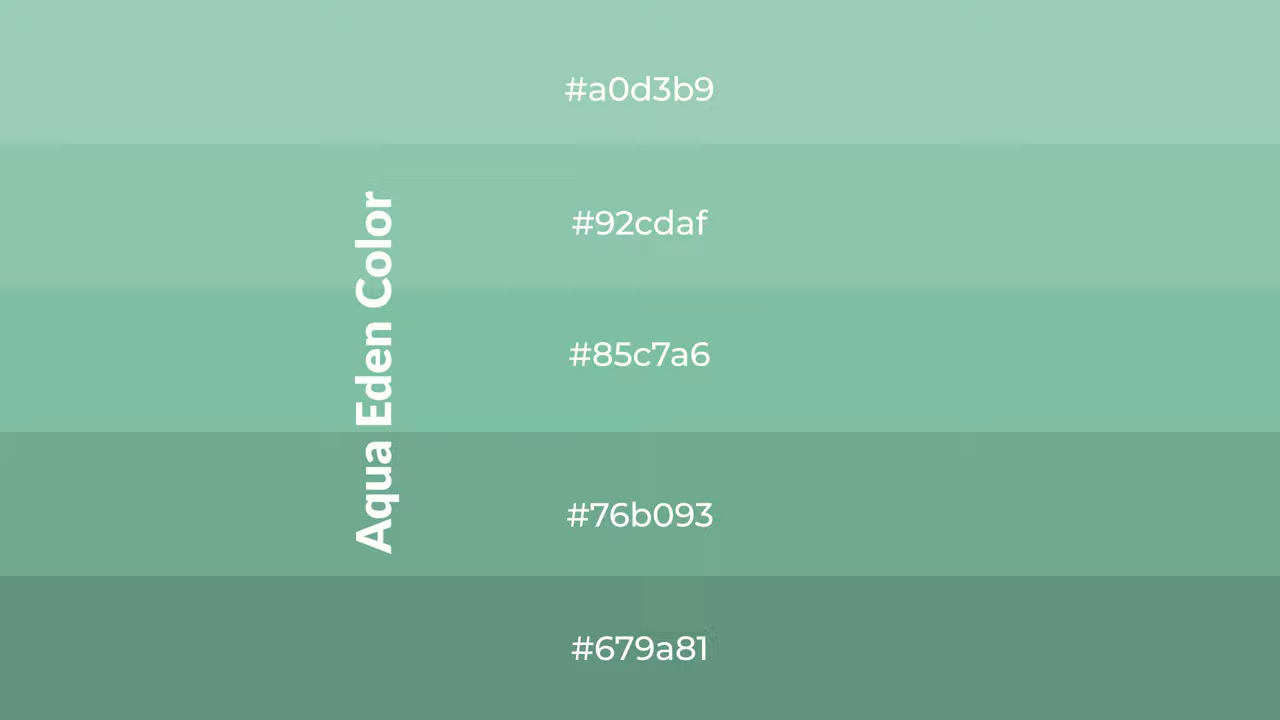 Aqua Eden Color
#a0d3b9
#92cdaf
#85c7a6
#76b093
#679a81